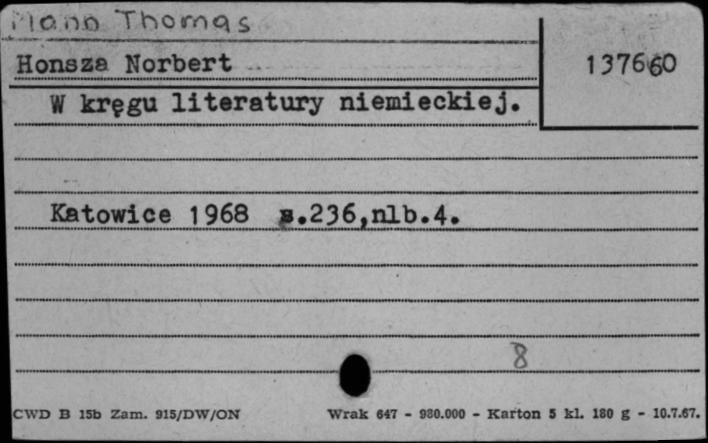 Mann Thomas
Honsza Norbert
137660
W kręgu literatury niemieckiej.
Katowice 1968 s.236,nlb.4.
8
CWD B 15b Zam. 915/DW/ON Wrak 647 - 980.000 - Karton 5 kl. 180 g - 10.7.67.